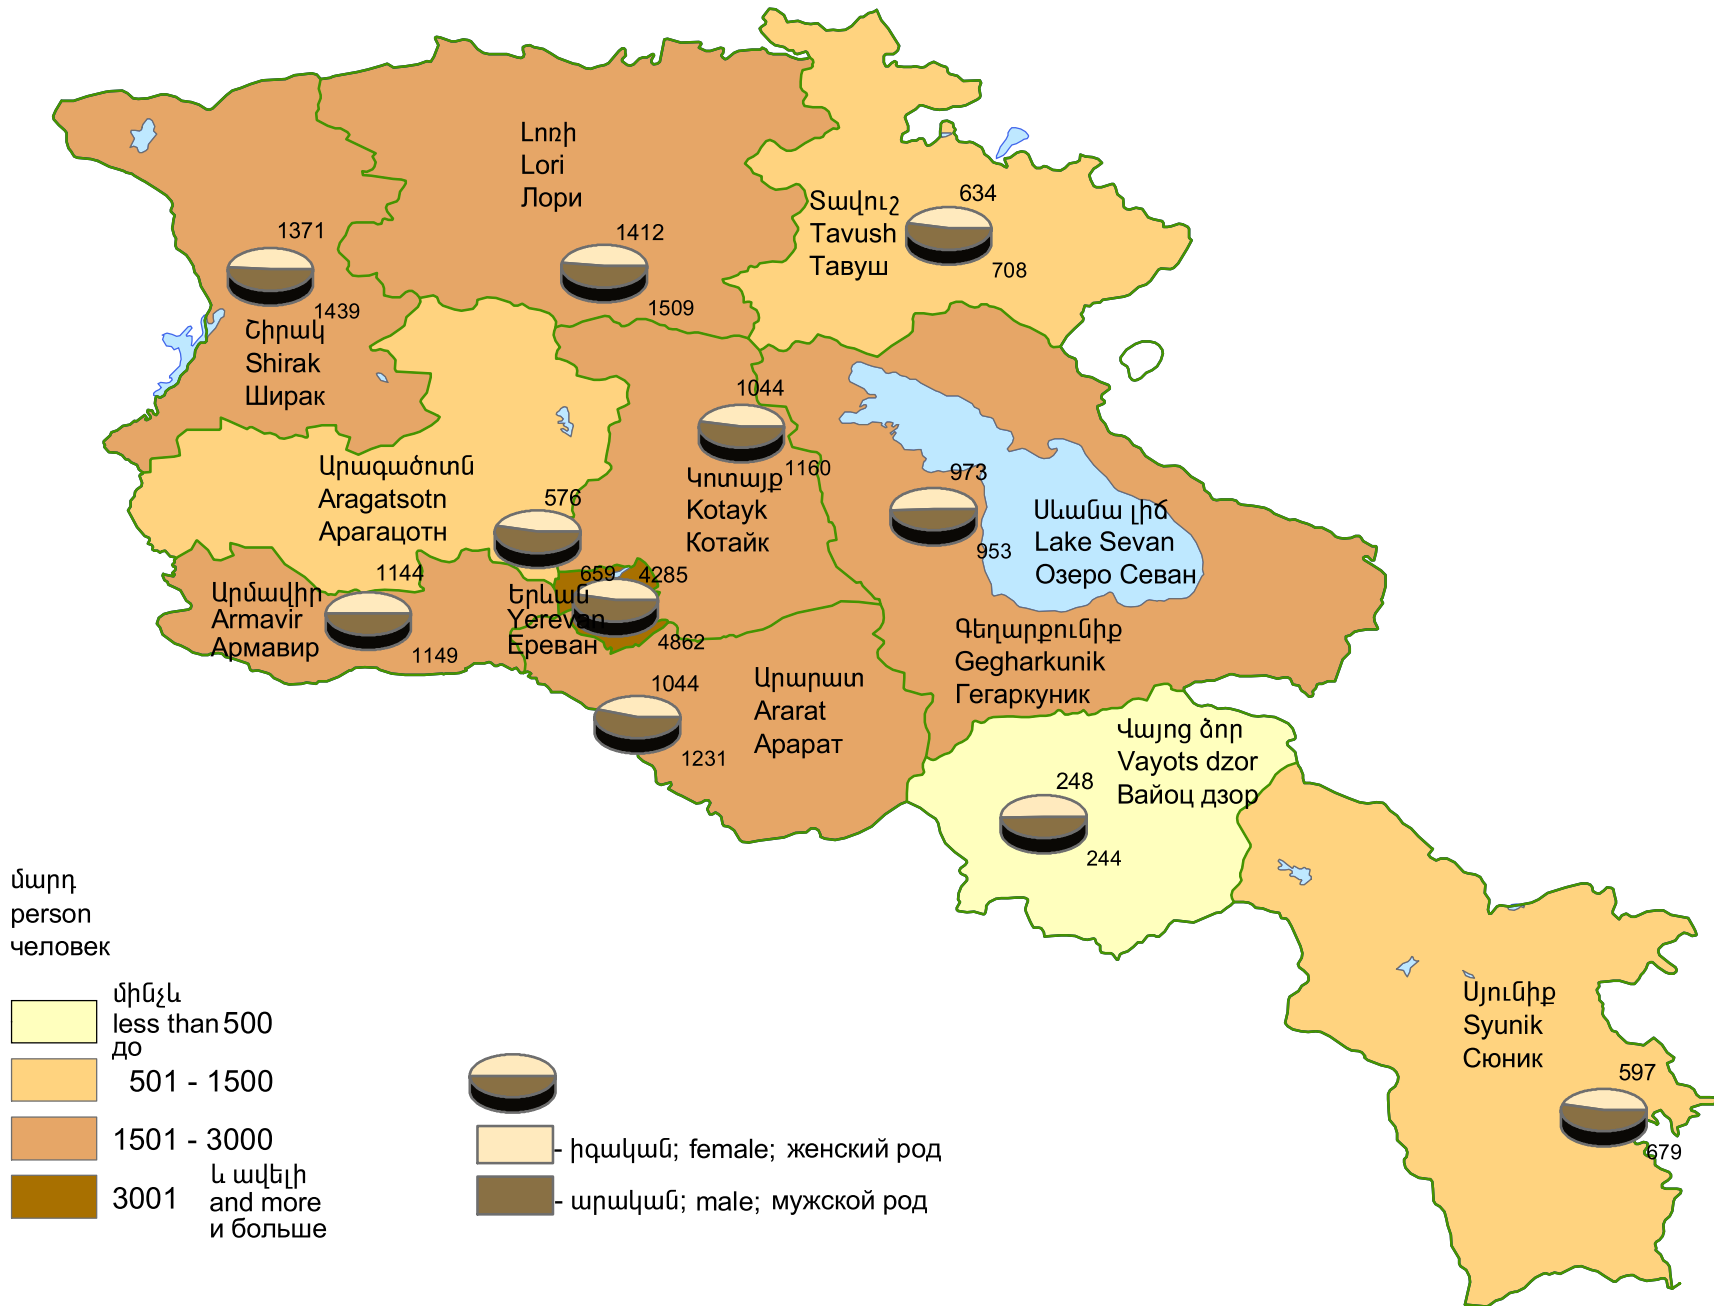 Լոռի
Lori
Лори
1412
1509
634
Տավուշ
Tavush
Тавуш
708
1371
1439
Շիրակ
Shirak
Ширак
1044
1160
Կոտայք
Kotayk
Котайк
973
953
Սևանա լիճ
Lake Sevan
Озеро Севан
Արագածոտն
Aragatsotn
Арагацотн
576
659
1144
Արմավիր
Armavir
Армавир
1149
4285
Երևան
Yerevan
Ереван
4862
Գեղարքունիք
Gegharkunik
Гегаркуник
1044
1231
Արարատ
Ararat
Арарат
Վայոց ձոր
Vayots dzor
Вайоц дзор
248
244
Սյունիք
Syunik
Сюник
597
679
մարդ
person
человек
մինչև
less than 500
до
501 - 1500
1501 - 3000
3001
և ավելի
and more
и больше
- իգական; female; женский род
- արական; male; мужской род